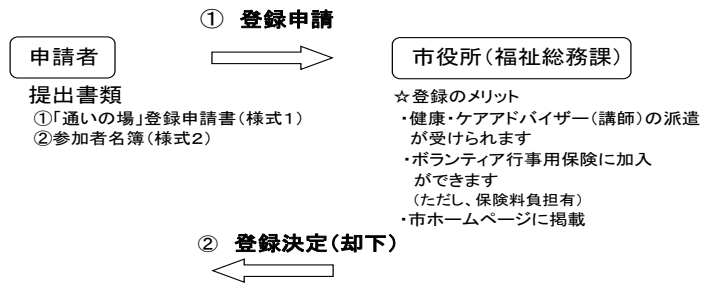 ① 登録申請
申請者
市役所(福祉総務課)
提出書類
①「通いの場」登録申請書(様式1)
②参加者名簿(様式2)
☆登録のメリット
・健康・ケアアドバイザー(講師)の派遣
が受けられます
・ボランティア行事用保険に加入
ができます
(ただし、保険料負担有)
・市ホームページに掲載
② 登録決定(却下)